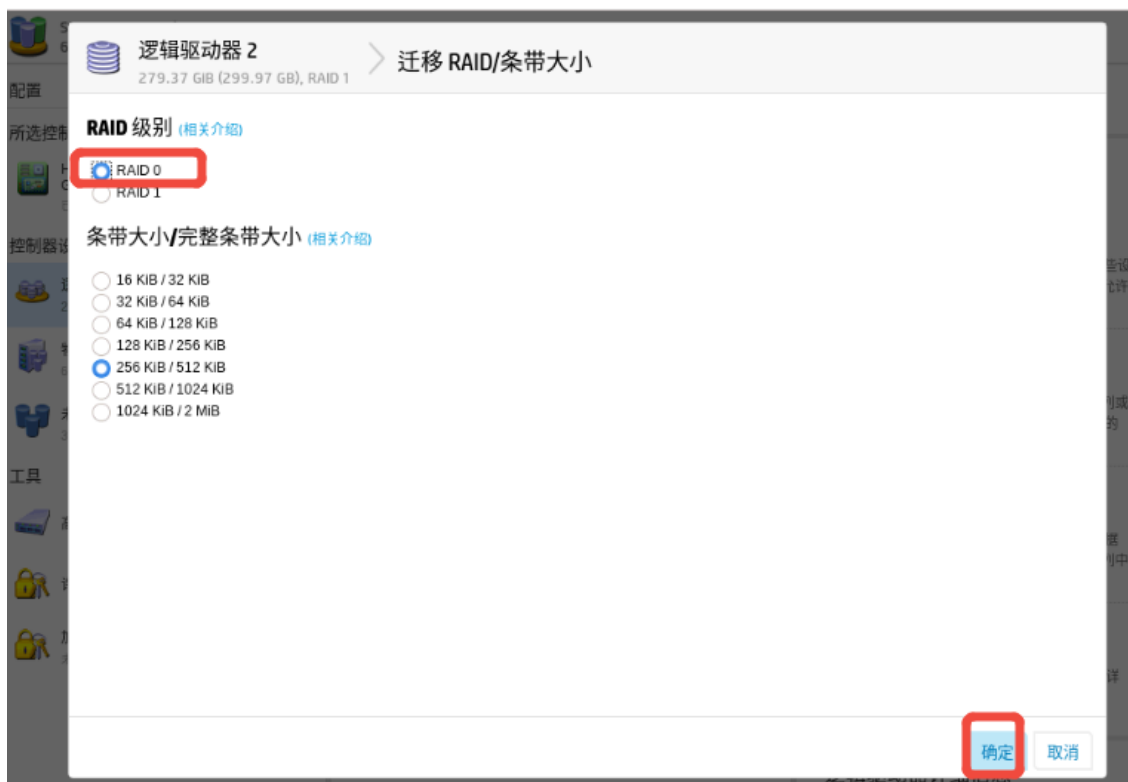 逻辑驱动器 2
279.37 GiB (299.97 GB), RAID 1
迁移 RAID/条带大小
RAID 级别 (相关介绍)
RAID 0
RAID 1
条带大小/完整条带大小 (相关介绍)
16 KiB / 32 KiB
32 KiB / 64 KiB
64 KiB / 128 KiB
128 KiB / 256 KiB
256 KiB / 512 KiB
512 KiB / 1024 KiB
1024 KiB / 2 MiB
确定
取消
配置
所选控制
控制器设
工具